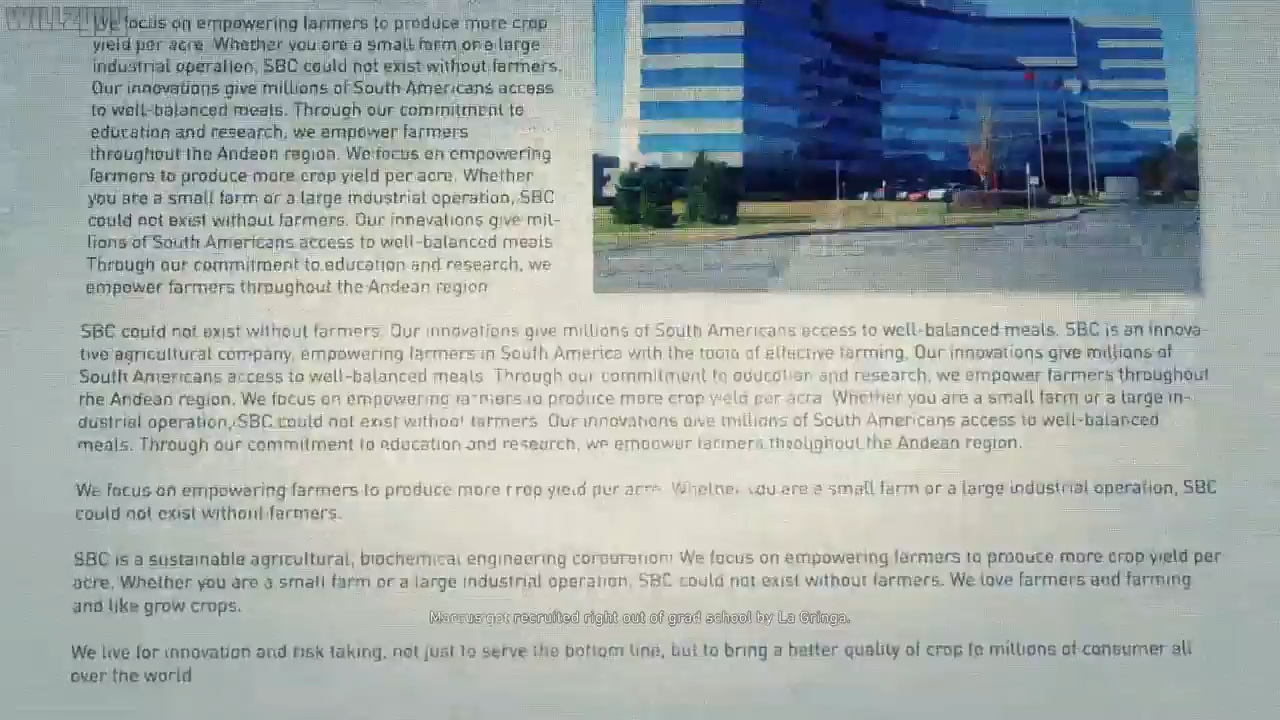 WILLZUVU
focus on empowering farmers to produce more crop
yield per acre. Whether you are a small farm or a large
industrial operation, SBC could not exist without farmers.
Our innovations give millions of South Americans access
to well-balanced meals. Through our commitment to
education and research, we empower farmers
throughout the Andean region. We focus on empowering
farmers to produce more crop yield per acre. Whether
you are a small farm or a large industrial operation, SBC
could not exist without farmers. Our innovations give mil-
lions of South Americans access to well-balanced meals
Through our commitment to education and research, we
empower farmers throughout the Andean region
SBC could not exist without farmers. Our innovations give millions of South Americans access to well-balanced meals. SBC is an innova-
tive agricultural company, empowering farmers in South America with the tools of effective farming. Our innovations give millions of
South Americans access to well-balanced meals. Through our commitment to education and research, we empower farmers throughout
the Andean region. We focus on empowering farmers to produce more crop yield per acre. Whether you are a small farm or a large in-
dustrial operation, SBC could not exist without farmers. Our innovations give millions of South Americans access to well-balanced
meals. Through our commitment to education and research, we empower farmers throughout the Andean region.
We focus on empowering farmers to produce more crop yield per acre. Whether you are a small farm or a large industrial operation, SBC
could not exist without farmers.
SBC is a sustainable agricultural, biochemical engineering corporation! We focus on empowering farmers to produce more crop yield per
acre. Whether you are a small farm or a large industrial operation, SBC could not exist without farmers. We love farmers and farming
and like grow crops.
Marcus got recruited right out of grad school by La Gringa.
We live for innovation and risk taking, not just to serve the bottom line, but to bring a better quality of crop to millions of consumer all
over the world